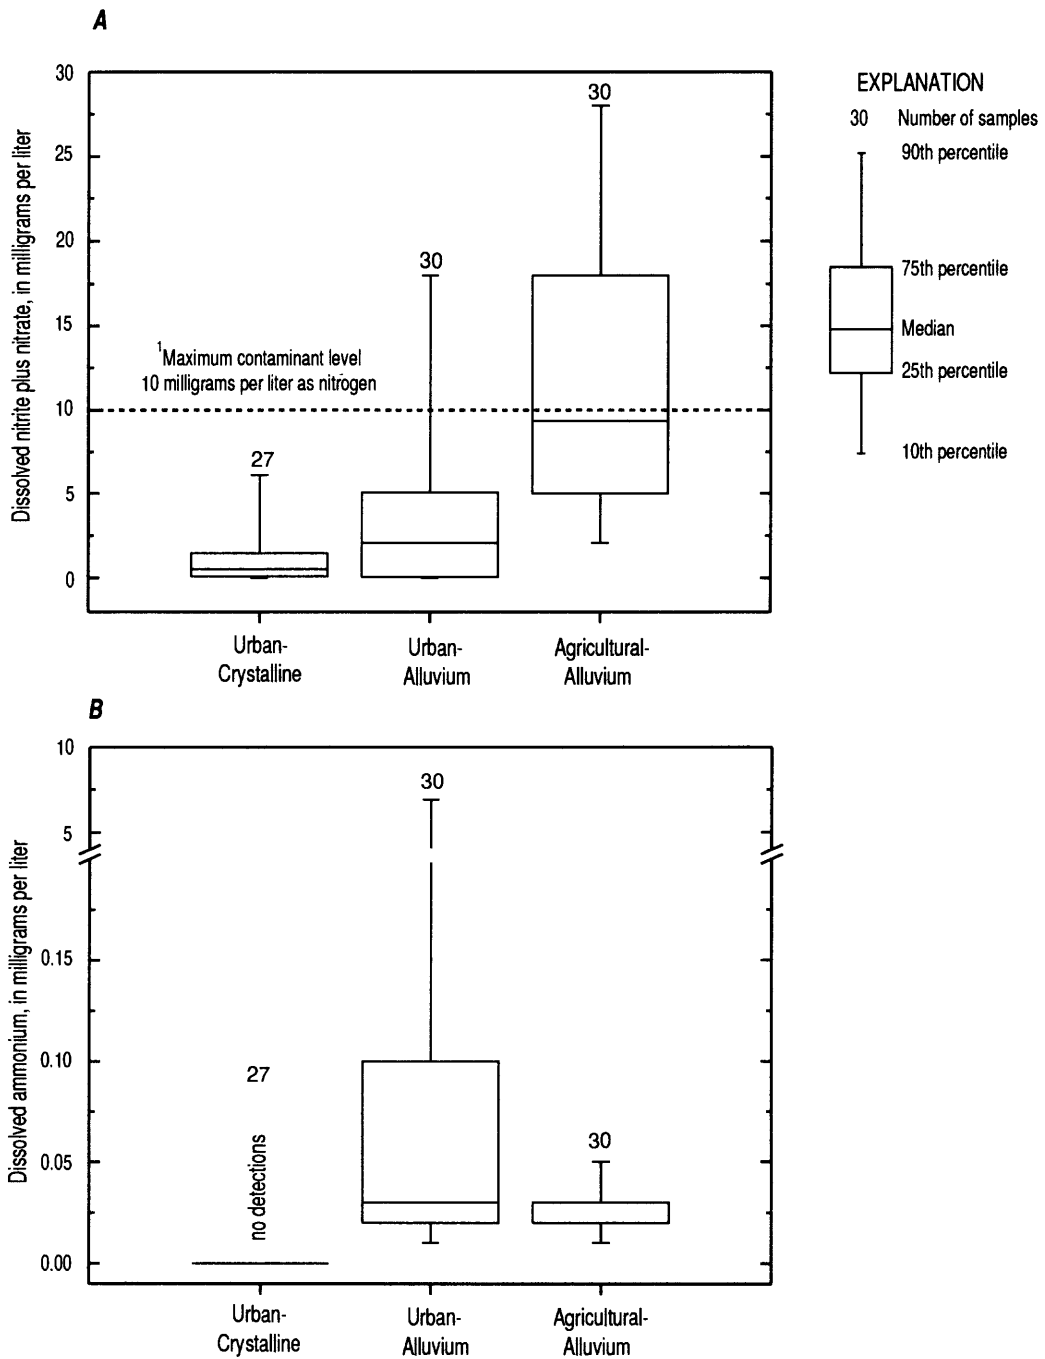 A
Dissolved nitrite plus nitrate, in milligrams per liter
30
25
20
15
10
5
0
30
30
27
1Maximum contaminant level
10 milligrams per liter as nitrogen
Urban-
Crystalline
Urban-
Alluvium
Agricultural-
Alluvium
EXPLANATION
30 Number of samples
90th percentile
75th percentile
Median
25th percentile
10th percentile
B
Dissolved ammonium, in milligrams per liter
10
5
0.15
0.10
0.05
0.00
30
27
30
no detections
Urban-
Crystalline
Urban-
Alluvium
Agricultural-
Alluvium